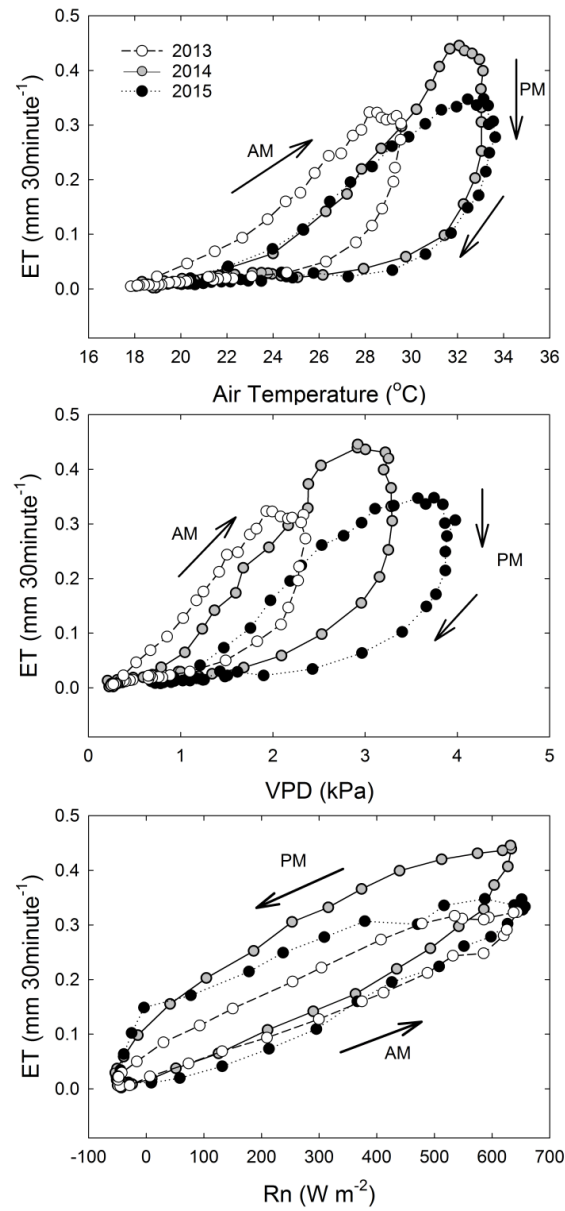 0.5
0.4
0.3
0.2
0.1
0.0
ET (mm 30minute-1)
2013
2014
2015
AM
PM
16 18 20 22 24 26 28 30 32 34 36
Air Temperature (oC)
0.5
0.4
0.3
0.2
0.1
0.0
ET (mm 30minute-1)
AM
PM
0 1 2 3 4 5
VPD (kPa)
0.5
0.4
0.3
0.2
0.1
0.0
ET (mm 30minute-1)
PM
AM
-100 0 100 200 300 400 500 600 700
Rn (W m-2)